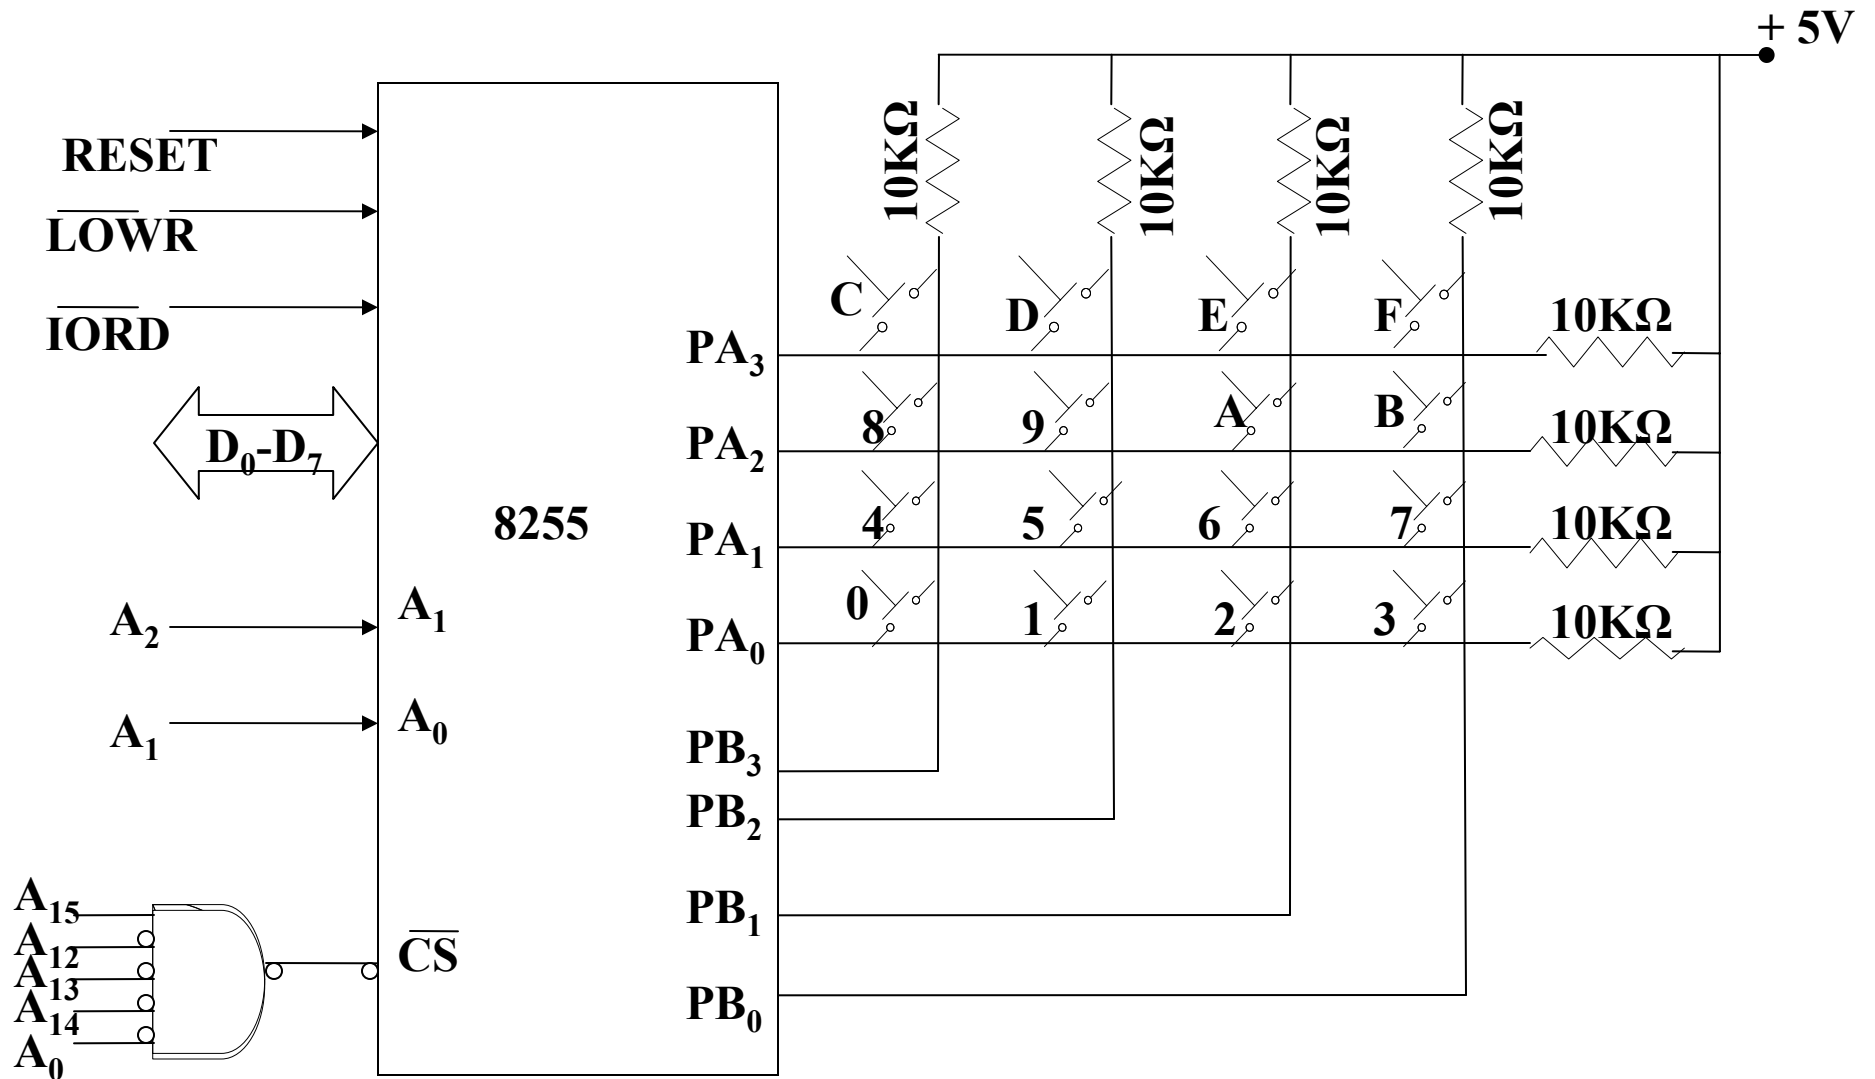 + 5V
10KΩ
10KΩ
10KΩ
10KΩ
RESET
LOWR
IORD
D0-D7
8255
A2
A1
A1
A0
A15
A12
A13
A14
A0
CS
PA3
PA2
PA1
PA0
PB3
PB2
PB1
PB0
C D E F 10KΩ
8 9 A B 10KΩ
4 5 6 7 10KΩ
0 1 2 3 10KΩ